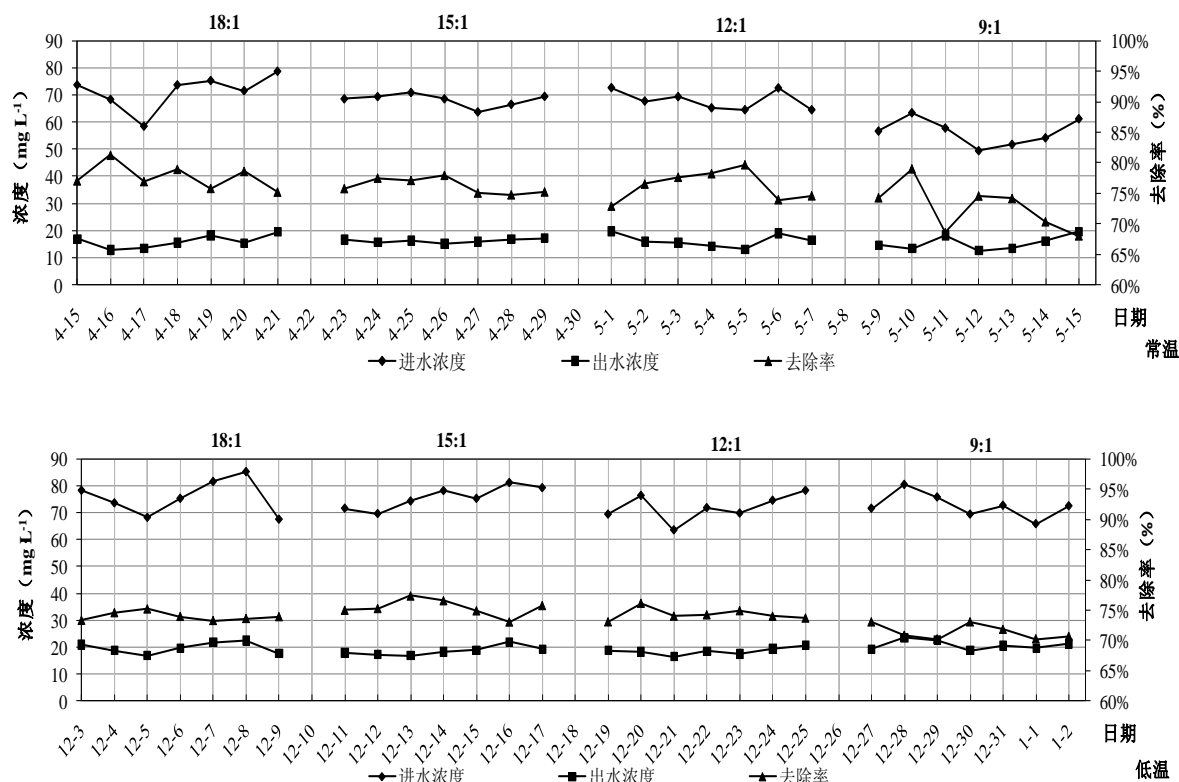 18:1 15:1 12:1 9:1
90 80 70 60 50 40 30 20 10 0
浓度（mg L-1）
100% 95% 90% 85% 80% 75% 70% 65% 60%
去除率（%）
4-15 4-16 4-17 4-18 4-19 4-20 4-21 4-22 4-23 4-24 4-25 4-26 4-27 4-28 4-29 4-30 5-1 5-2 5-3 5-4 5-5 5-6 5-7 5-8 5-9 5-10 5-11 5-12 5-13 5-14 5-15
日期
常温
进水浓度 出水浓度 去除率
18:1 15:1 12:1 9:1
90 80 70 60 50 40 30 20 10 0
浓度（mg L-1）
100% 95% 90% 85% 80% 75% 70% 65% 60%
去除率（%）
12-3 12-4 12-5 12-6 12-7 12-8 12-9 12-10 12-11 12-12 12-13 12-14 12-15 12-16 12-17 12-18 12-19 12-20 12-21 12-22 12-23 12-24 12-25 12-26 12-27 12-28 12-29 12-30 12-31 1-1 1-2
日期
低温
进水浓度 出水浓度 去除率